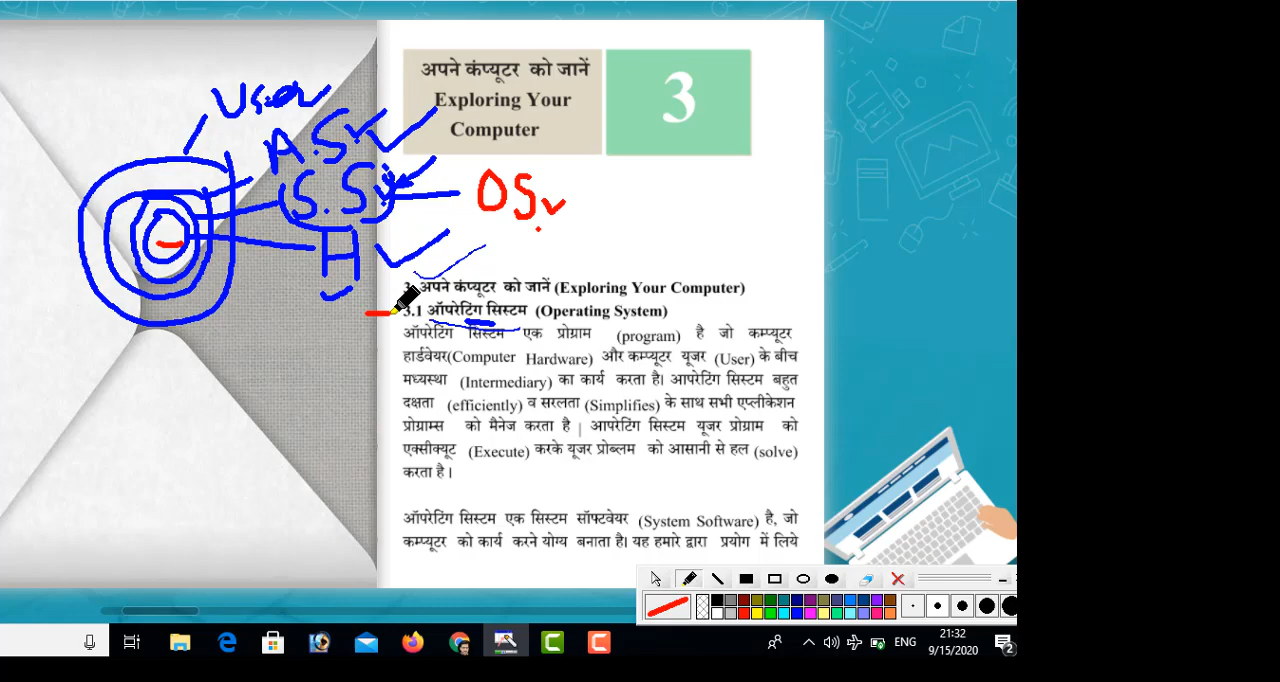 अपने कंप्यूटर को जानें
Exploring Your
Computer
3
User
A.S
(S.S)
OS
H
3. अपने कंप्यूटर को जानें (Exploring Your Computer)
3.1 ऑपरेटिंग सिस्टम (Operating System)
ऑपरेटिंग सिस्टम एक प्रोग्राम (program) है जो कम्प्यूटर
हार्डवेयर(Computer Hardware) और कम्प्यूटर यूजर (User) के बीच
मध्यस्था (Intermediary) का कार्य करता है। आपरेटिंग सिस्टम बहुत
दक्षता (efficiently) व सरलता (Simplifies) के साथ सभी एप्लीकेशन
प्रोग्राम्स को मैनेज करता है | आपरेटिंग सिस्टम यूजर प्रोग्राम को
एक्सीक्यूट (Execute) करके यूजर प्रोब्लम को आसानी से हल (solve)
करता है।
ऑपरेटिंग सिस्टम एक सिस्टम सॉफ्टवेयर (System Software) है, जो
कम्प्यूटर को कार्य करने योग्य बनाता है। यह हमारे द्वारा प्रयोग में लिये
ENG
21:32
9/15/2020
2